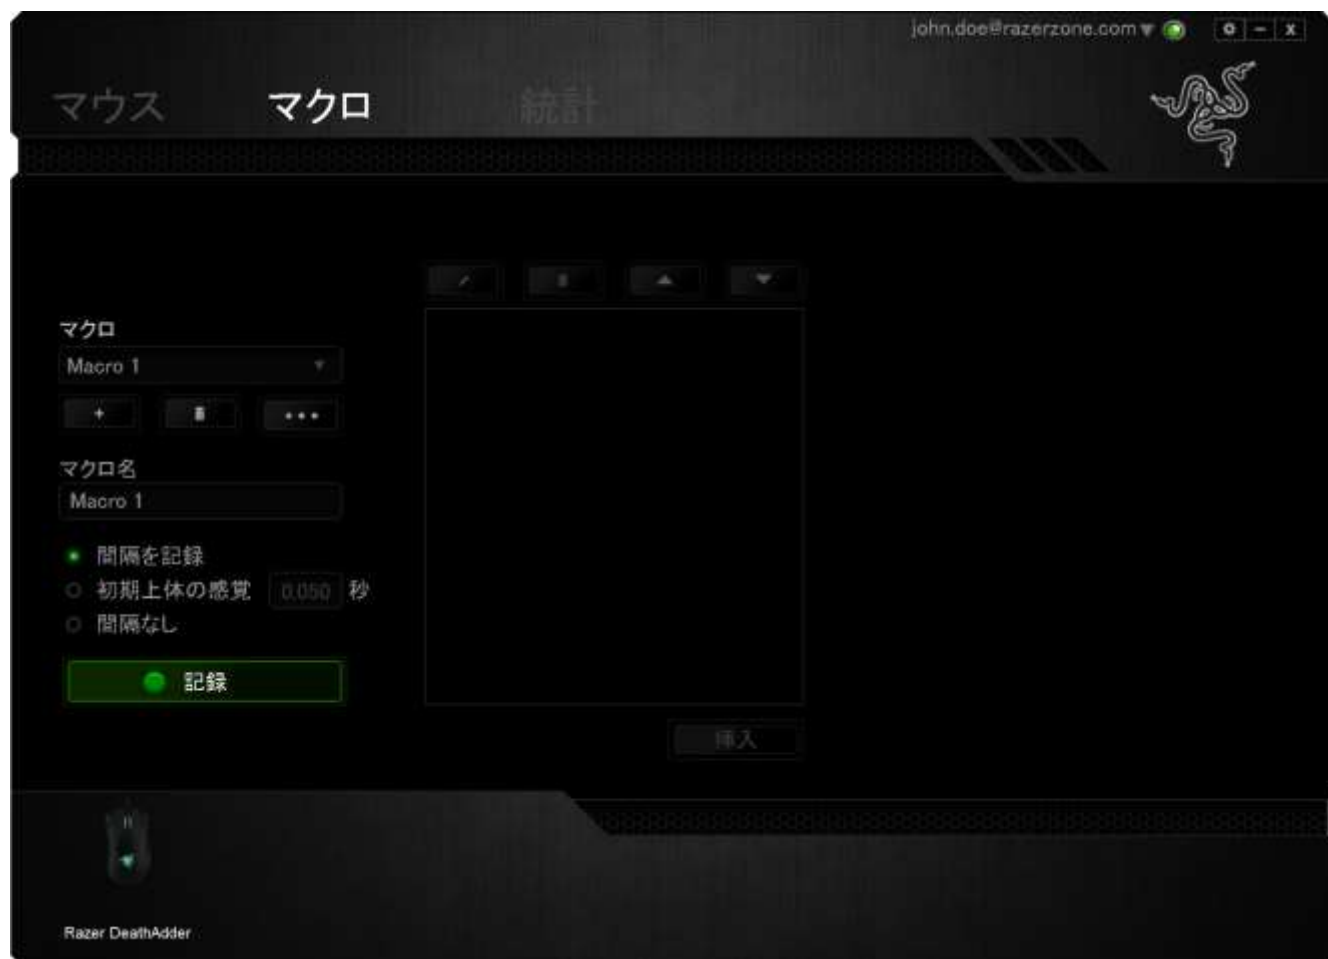 john.doe@razerzone.com
マウス マクロ 統計
マクロ
Macro 1
マクロ名
Macro 1
間隔を記録
初期上体の感覚 0.050 秒
間隔なし
記録
挿入
Razer DeathAdder